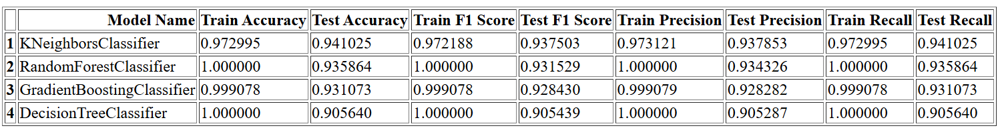 Model Name Train Accuracy Test Accuracy Train F1 Score Test F1 Score Train Precision Test Precision Train Recall Test Recall
1 KNeighborsClassifier 0.972995 0.941025 0.972188 0.937503 0.973121 0.937853 0.972995 0.941025
2 RandomForestClassifier 1.000000 0.935864 1.000000 0.931529 1.000000 0.934326 1.000000 0.935864
3 GradientBoostingClassifier 0.999078 0.931073 0.999078 0.928430 0.999079 0.928282 0.999078 0.931073
4 DecisionTreeClassifier 1.000000 0.905640 1.000000 0.905439 1.000000 0.905287 1.000000 0.905640